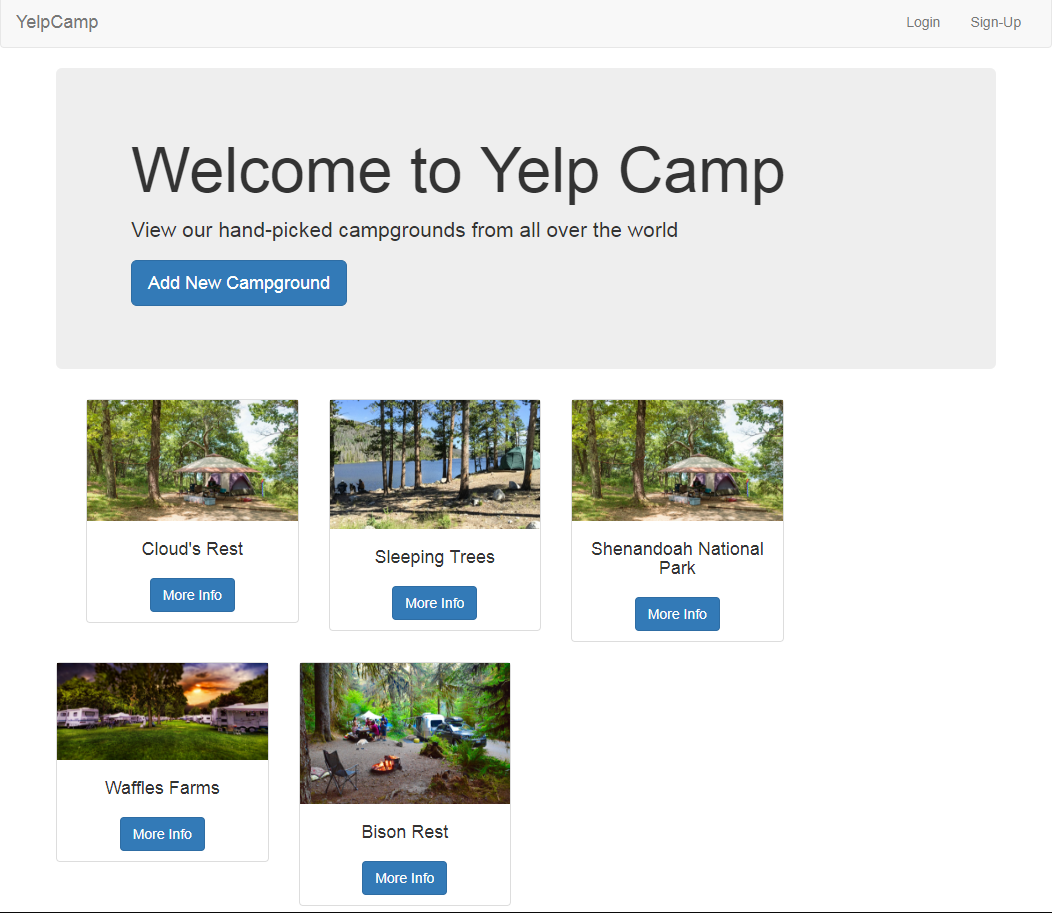 YelpCamp
Login
Sign-Up
Welcome to Yelp Camp
View our hand-picked campgrounds from all over the world
Add New Campground
Cloud's Rest
More Info
Sleeping Trees
More Info
Shenandoah National
Park
More Info
Waffles Farms
More Info
Bison Rest
More Info